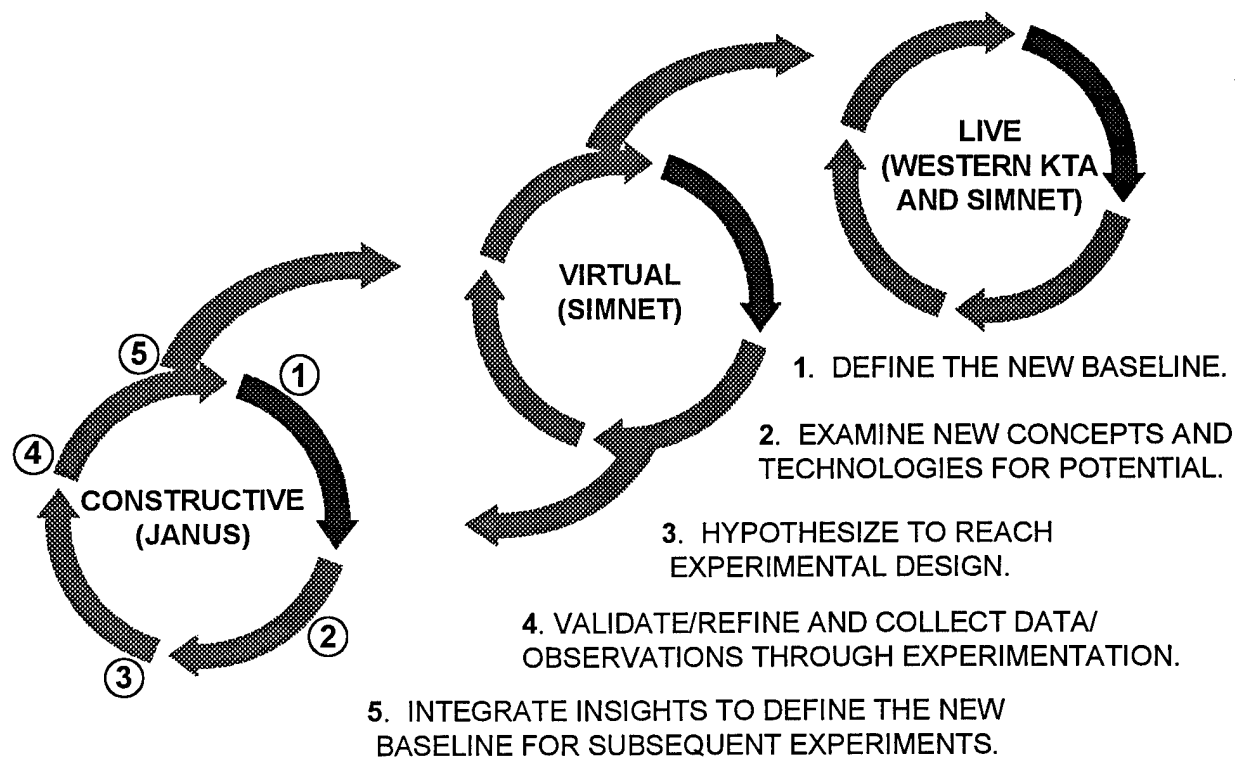 LIVE
(WESTERN KTA
AND SIMNET)
VIRTUAL
(SIMNET)
5
1
4
CONSTRUCTIVE
(JANUS)
2
3
1. DEFINE THE NEW BASELINE.
2. EXAMINE NEW CONCEPTS AND
TECHNOLOGIES FOR POTENTIAL.
3. HYPOTHESIZE TO REACH
EXPERIMENTAL DESIGN.
4. VALIDATE/REFINE AND COLLECT DATA/
OBSERVATIONS THROUGH EXPERIMENTATION.
5. INTEGRATE INSIGHTS TO DEFINE THE NEW
BASELINE FOR SUBSEQUENT EXPERIMENTS.